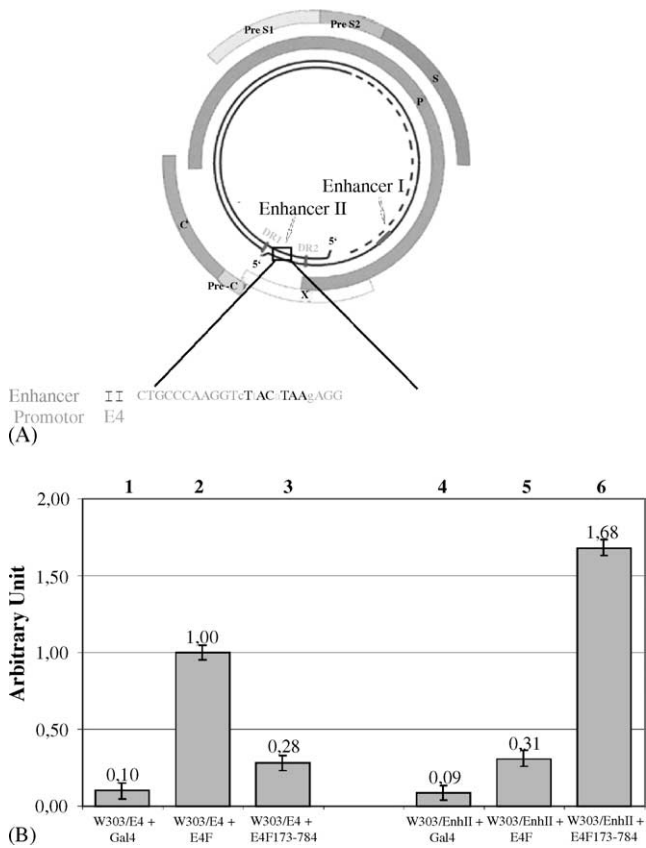 Pre S1
Pre S2
S
P
Enhancer I
Enhancer II
DR1
DR2
5'
5'
C
Pre -C
X
Enhancer II CTGCCCAAGGTcT AC TAAgAGG
Promotor E4
(A)
1 2 3 4 5 6
2,00
1,50
1,00
0,50
0,00
Arbitrary Unit
0,10
1,00
0,28
0,09
0,31
1,68
W303/E4 + Gal4
W303/E4 + E4F
W303/E4 + E4F173-784
W303/EnhII + Gal4
W303/EnhII + E4F
W303/EnhII + E4F173-784
(B)